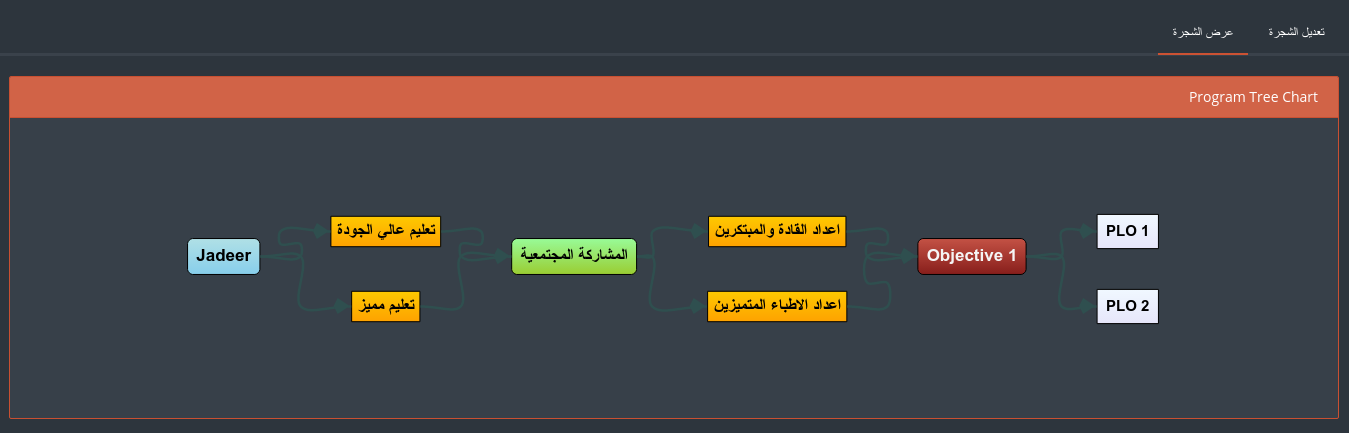 تعديل الشجرة
عرض الشجرة
Program Tree Chart
Jadeer
تعليم عالي الجودة
تعليم مميز
المشاركة المجتمعية
اعداد القادة والمبتكرين
اعداد الاطباء المتميزين
Objective 1
PLO 1
PLO 2